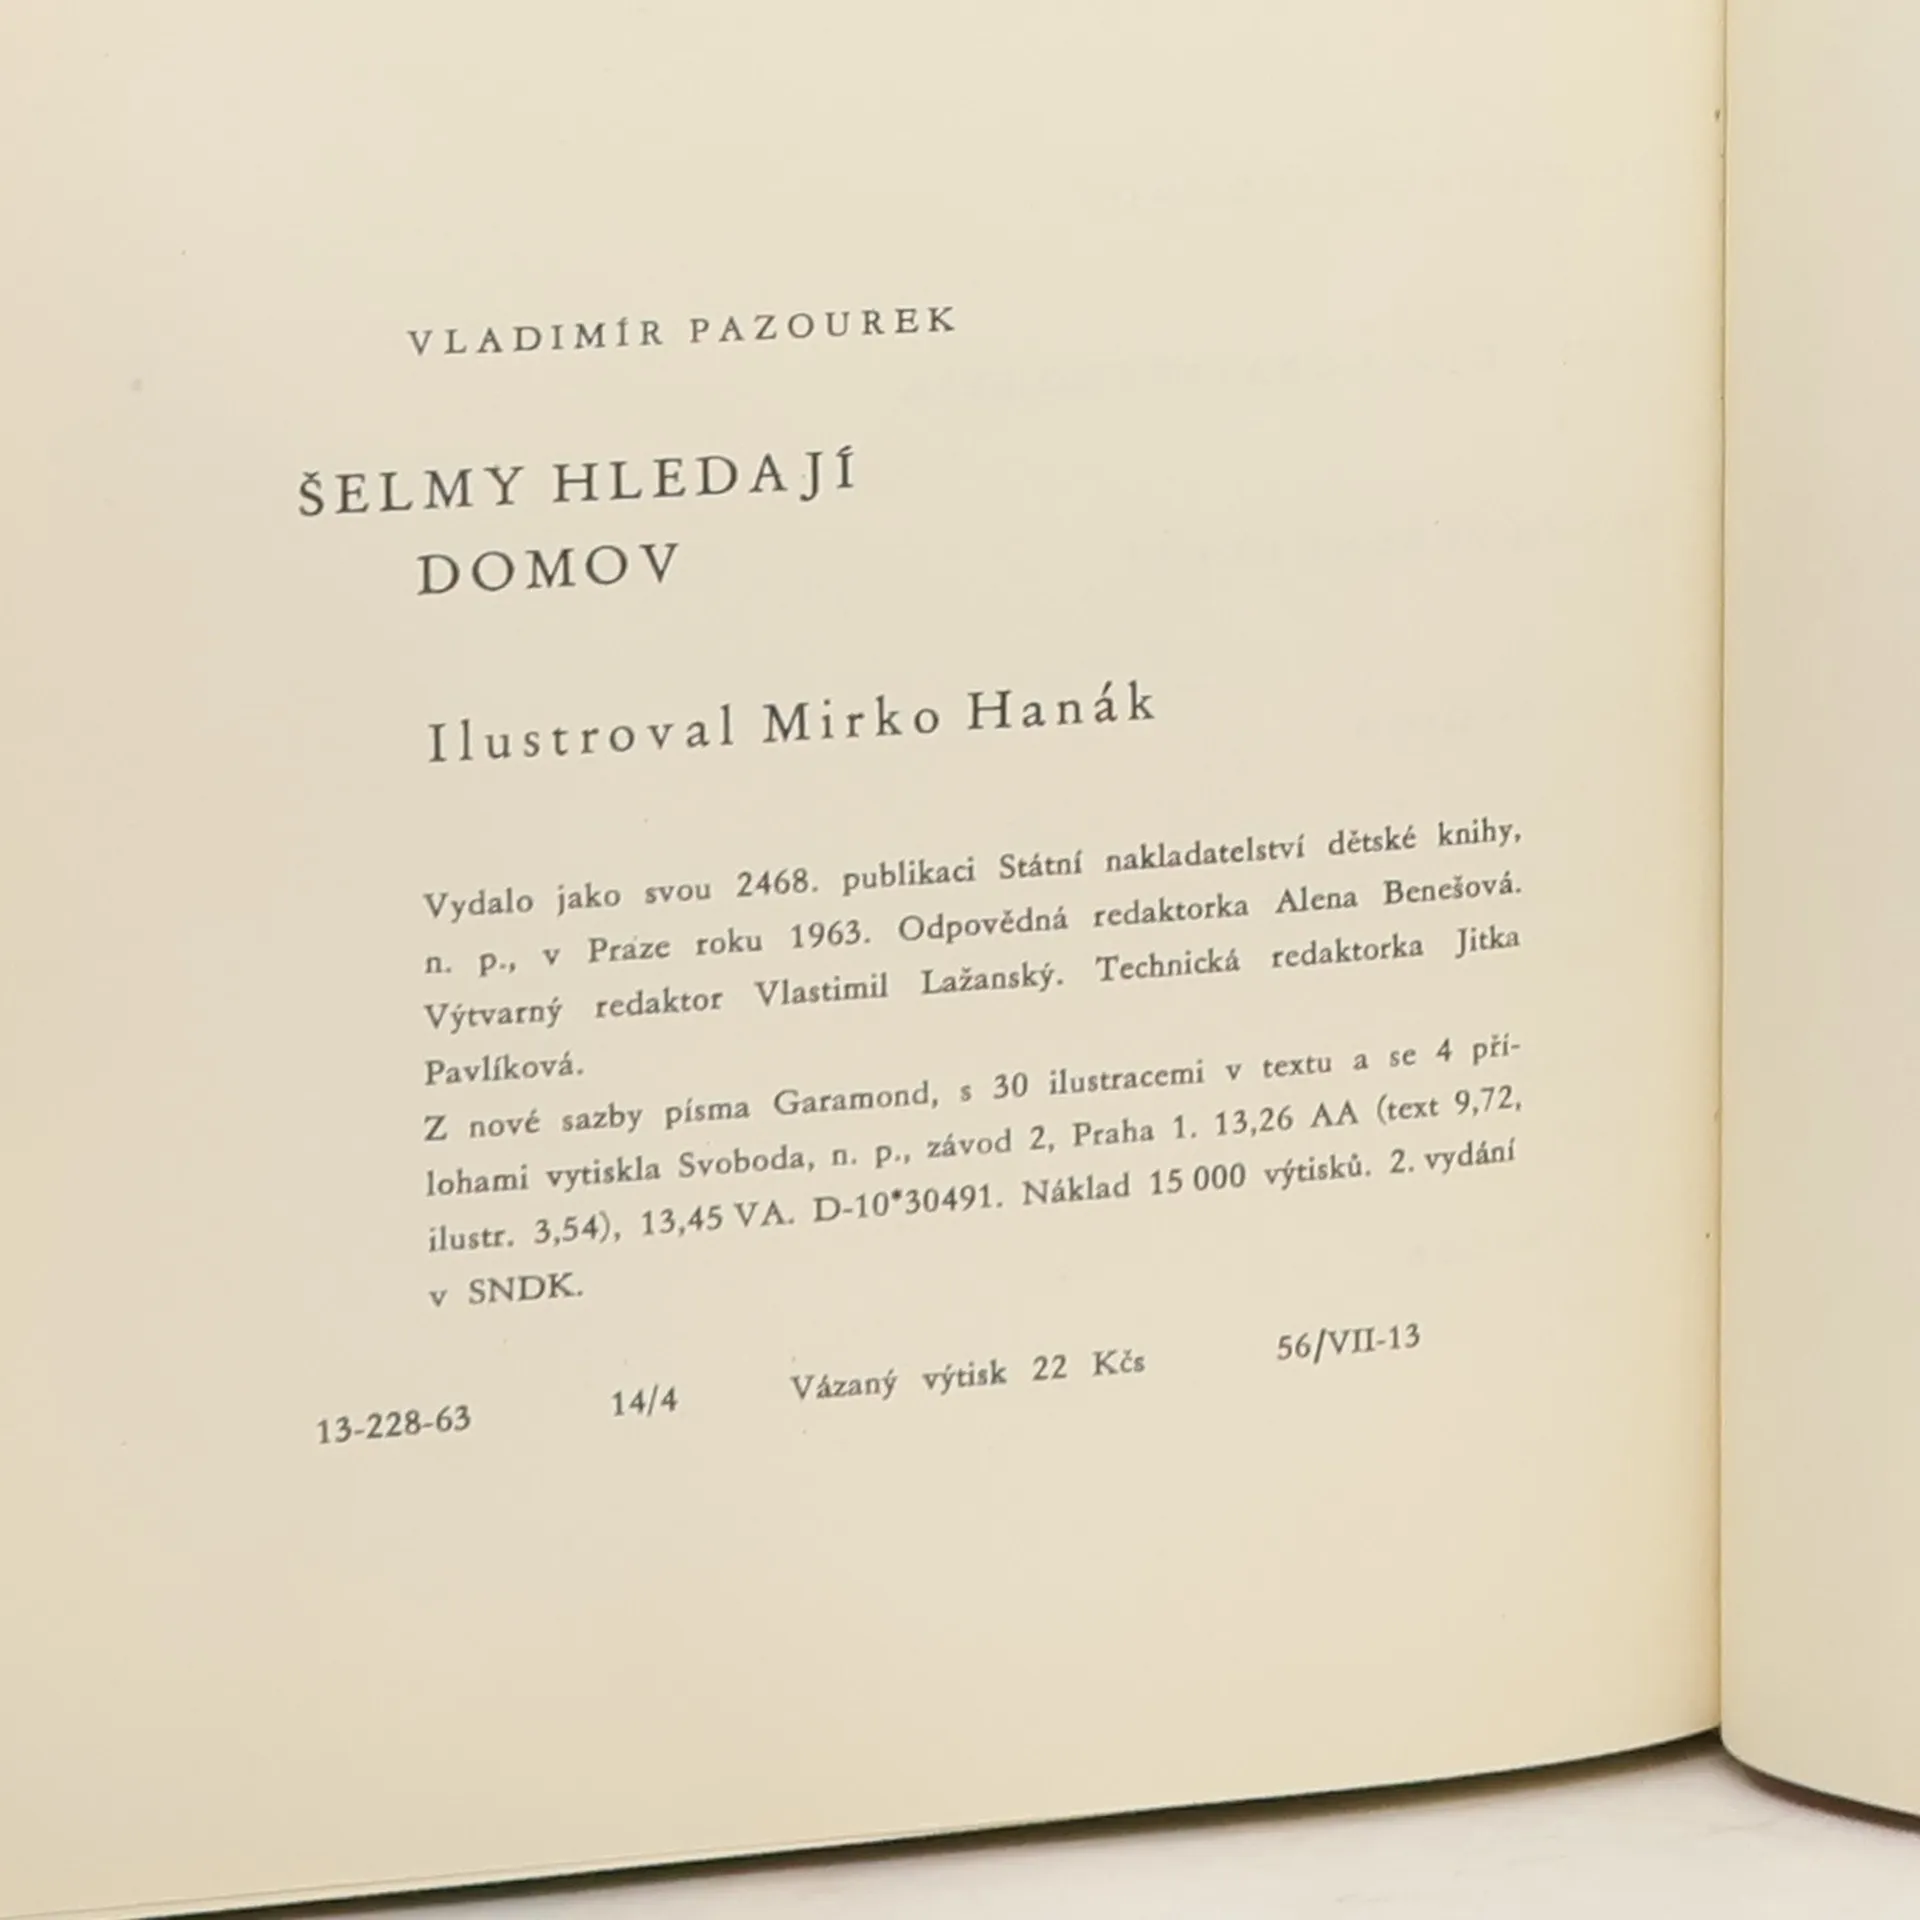 VLADIMÍR PAZOUREK
ŠELMY HLEDAJÍ
DOMOV
Ilustroval Mirko Hanák
Vydalo jako svou 2468. publikaci Státní nakladatelství dětské knihy,
n. p., v Praze roku 1963. Odpovědná redaktorka Alena Benešová.
Výtvarný redaktor Vlastimil Lažanský. Technická redaktorka Jitka
Pavlíková.
Z nové sazby písma Garamond, s 30 ilustracemi v textu a se 4 pří-
lohami vytiskla Svoboda, n. p., závod 2, Praha 1. 13,26 AA (text 9,72,
ilustr. 3,54), 13,45 VA. D-10*30491. Náklad 15 000 výtisků. 2. vydání
v SNDK.
13-228-63 14/4 Vázaný výtisk 22 Kčs 56/VII-13